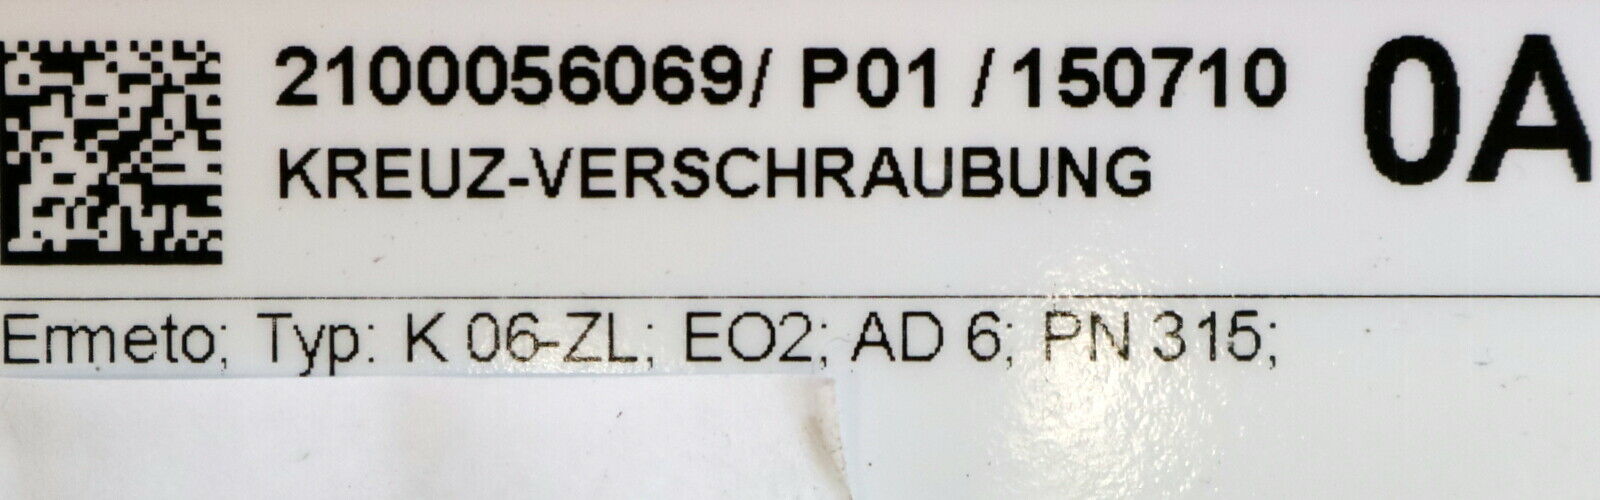 2100056069/ P01 / 150710
0A
KREUZ-VERSCHRAUBUNG
Ermeto; Typ: K 06-ZL; EO2; AD 6; PN 315;